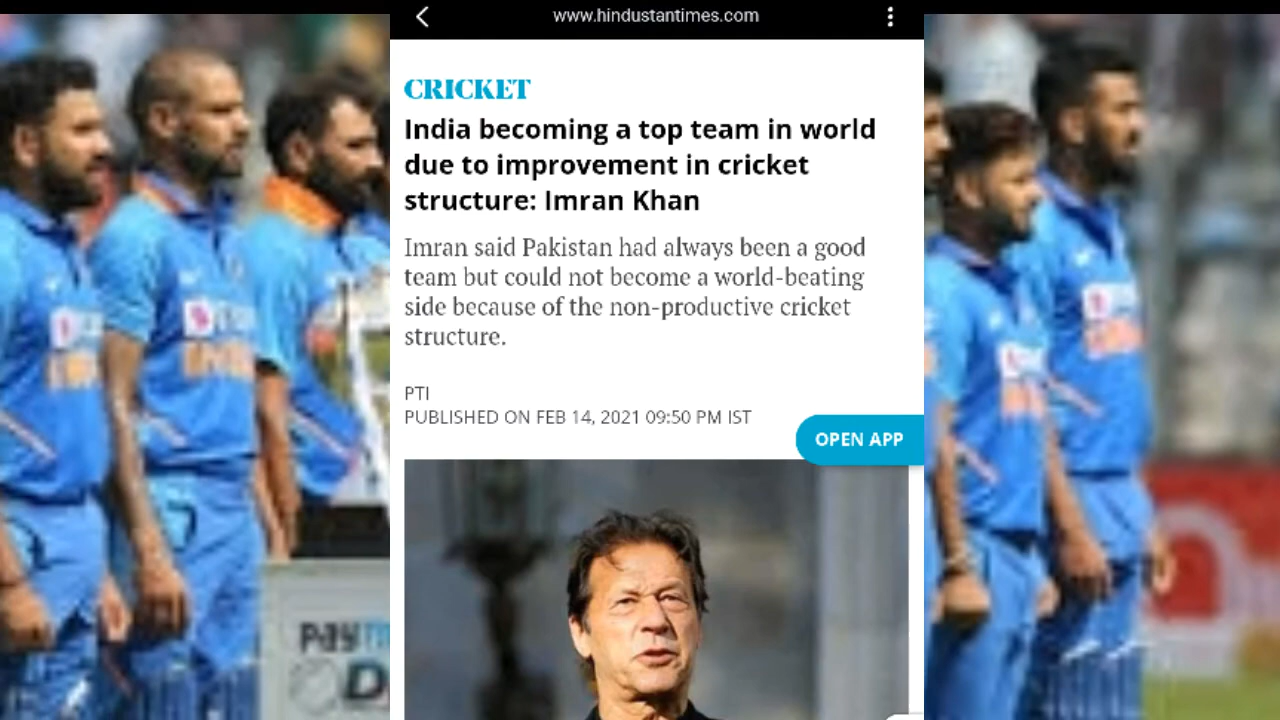 www.hindustantimes.com
CRICKET
India becoming a top team in world
due to improvement in cricket
structure: Imran Khan
Imran said Pakistan had always been a good
team but could not become a world-beating
side because of the non-productive cricket
structure.
PTI
PUBLISHED ON FEB 14, 2021 09:50 PM IST
OPEN APP